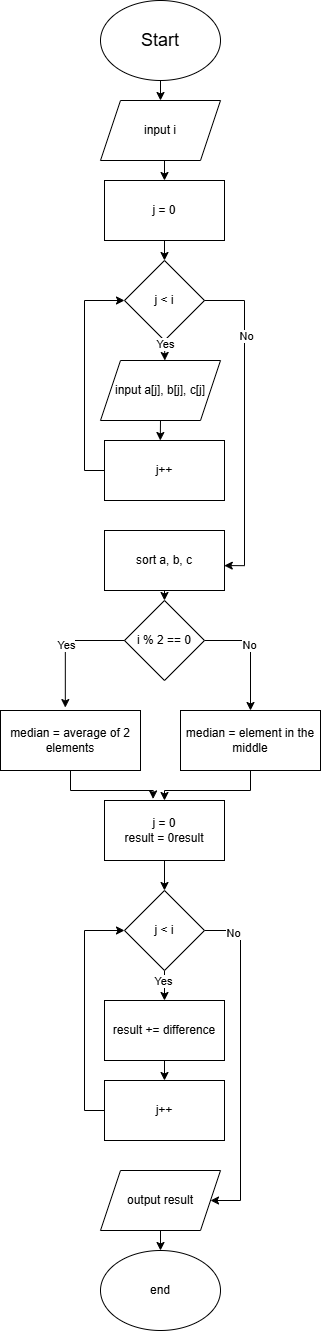 Start
input i
j = 0
j < i
Yes
No
input a[j], b[j], c[j]
j++
sort a, b, c
i % 2 == 0
Yes
No
median = average of 2
elements
median = element in the
middle
j = 0
result = 0result
j < i
No
Yes
result += difference
j++
output result
end